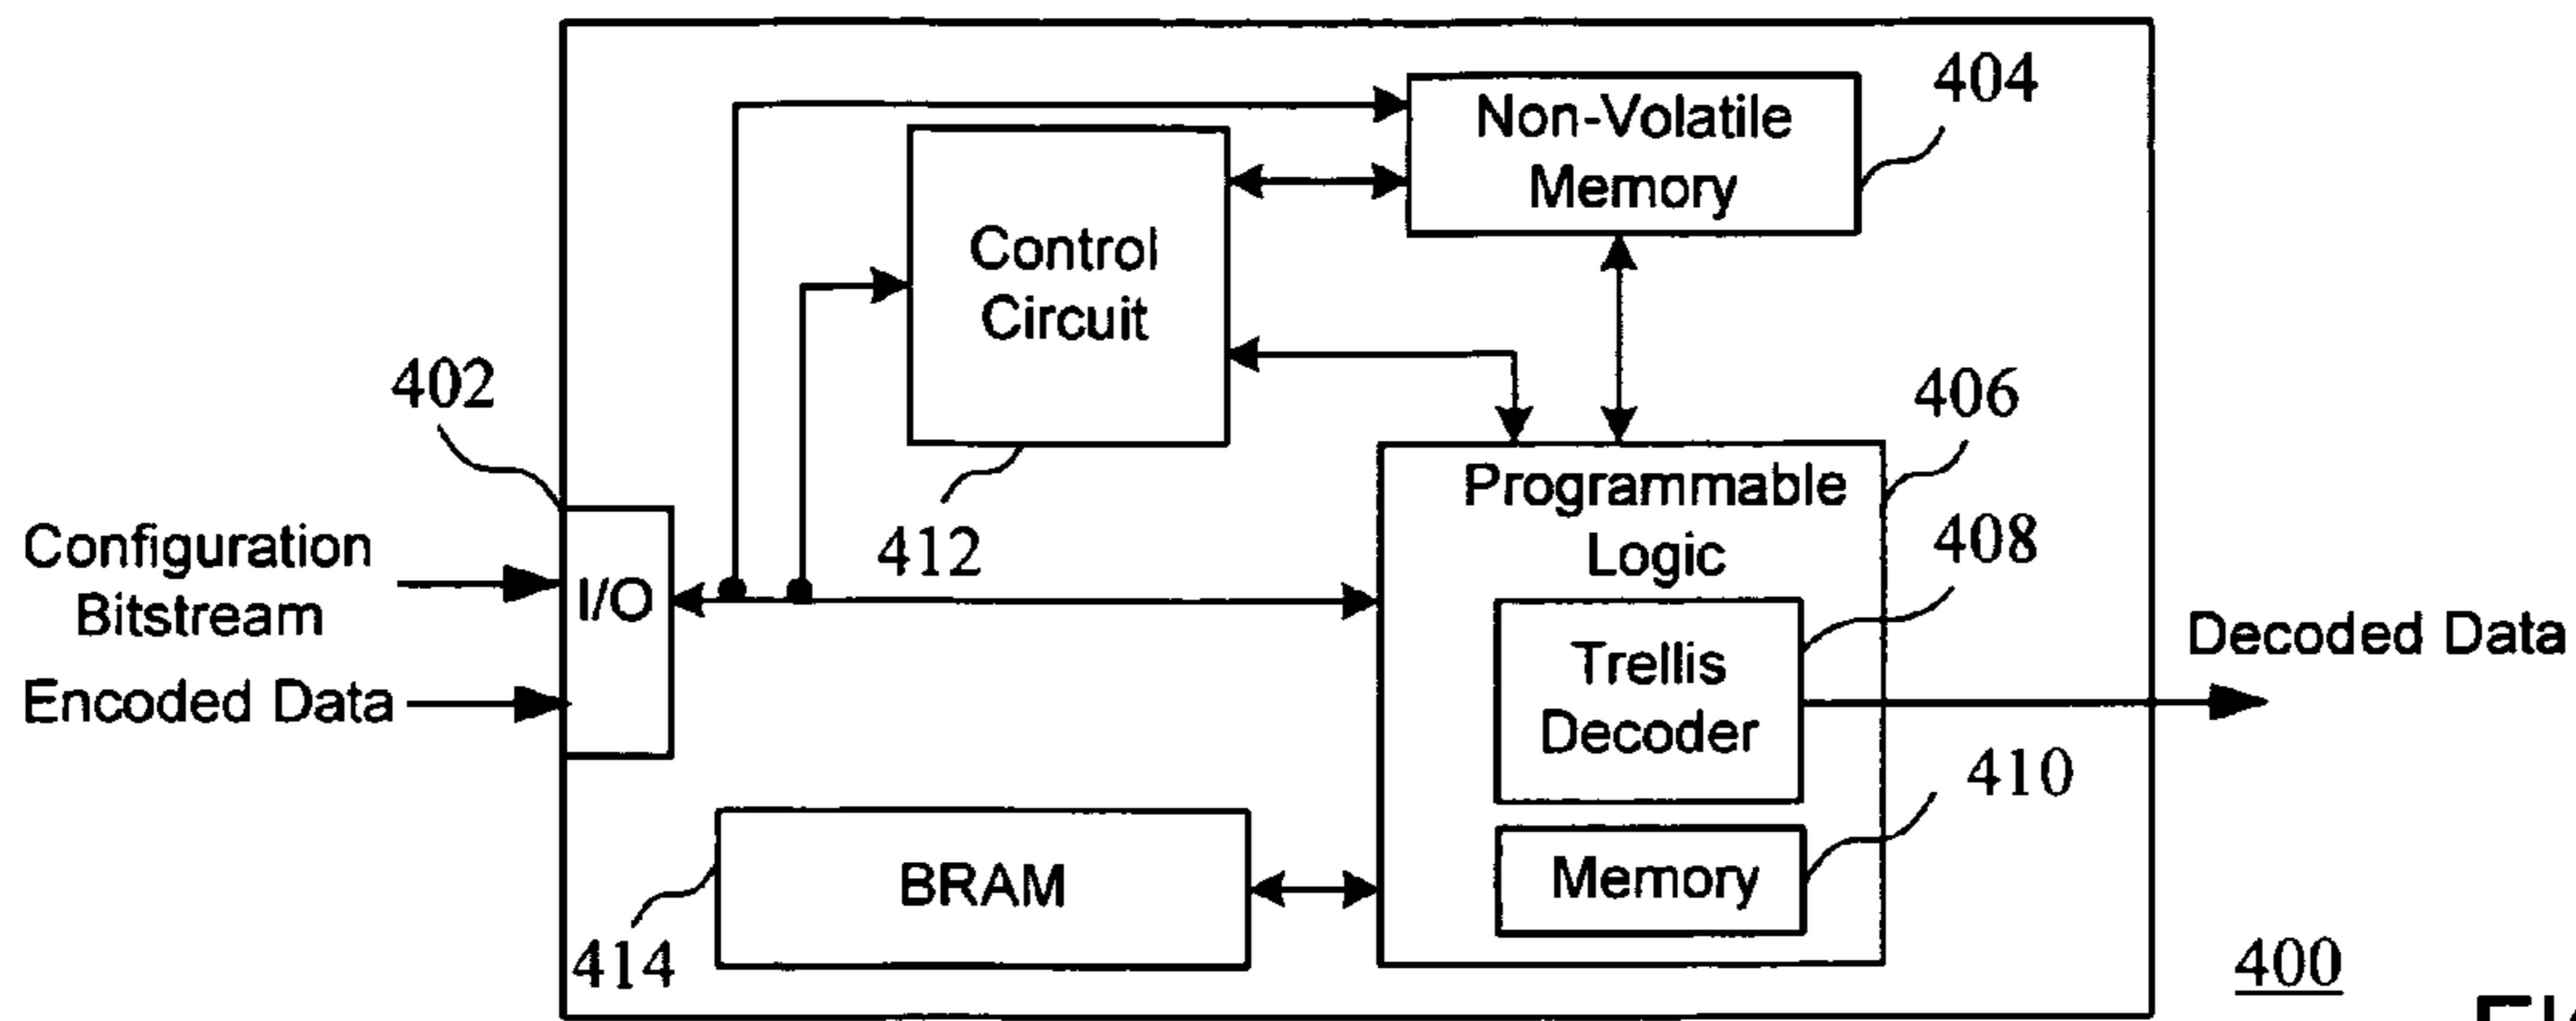 404
Non-Volatile
Memory
Control
Circuit
402
406
Programmable
Logic
412
408
Configuration
Bitstream
I/O
Trellis
Decoder
Decoded Data
Encoded Data
410
Memory
BRAM
414
400